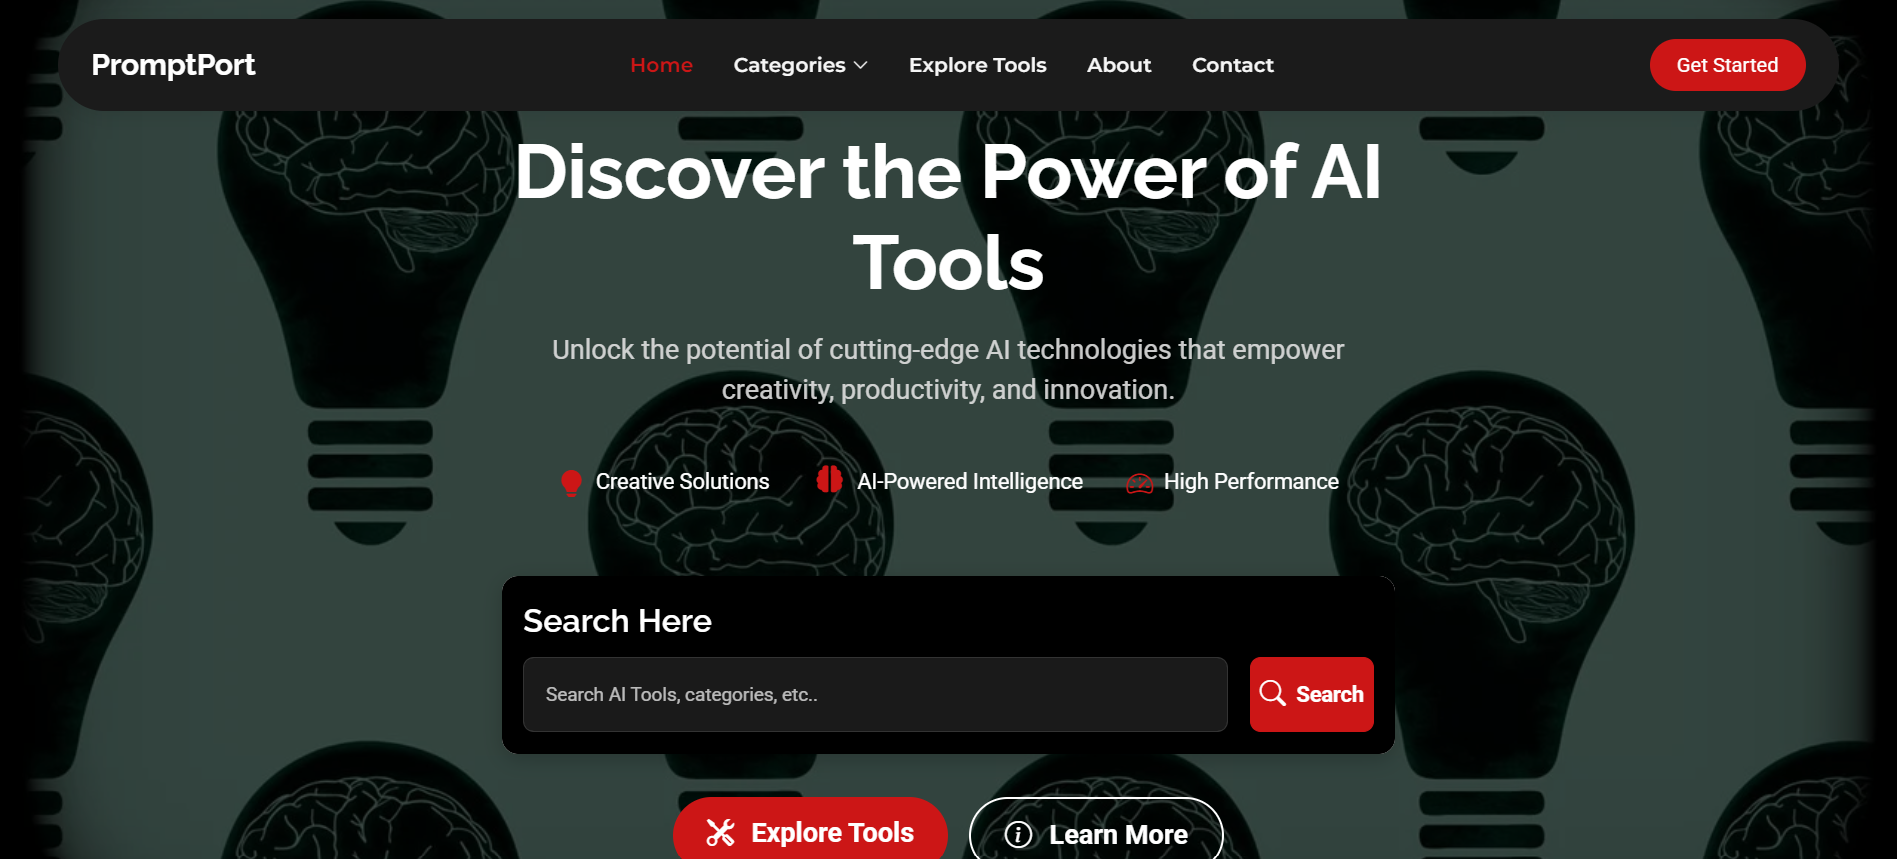 PromptPort
Home Categories Explore Tools About Contact
Get Started
Discover the Power of AI
Tools
Unlock the potential of cutting-edge AI technologies that empower
creativity, productivity, and innovation.
Creative Solutions AI-Powered Intelligence High Performance
Search Here
Search AI Tools, categories, etc..
Search
Explore Tools Learn More